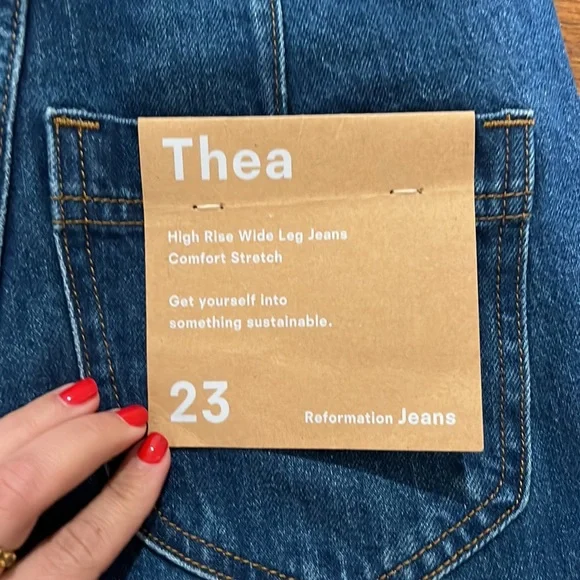 Thea
High Rise Wide Leg Jeans
Comfort Stretch
Get yourself into
something sustainable.
23
Reformation Jeans